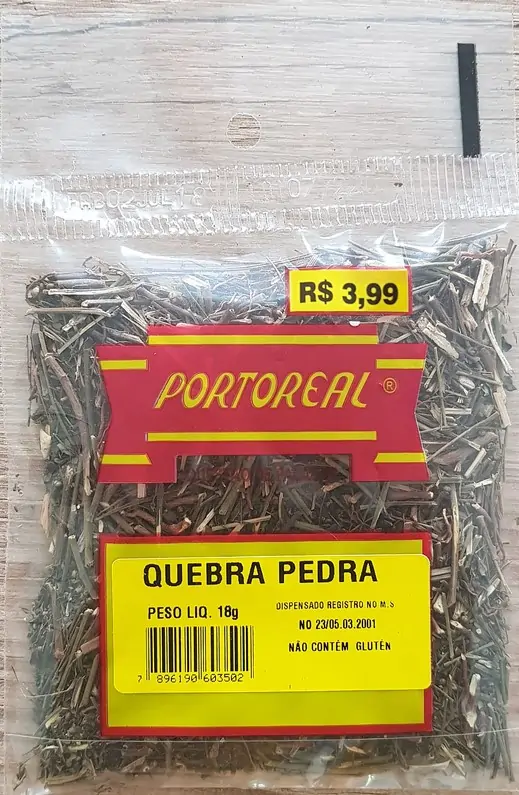 R$ 3,99
PORTOREAL ®
QUEBRA PEDRA
PESO LIQ. 18g
DISPENSADO REGISTRO NO M.S
NO 23/05.03.2001
NÃO CONTÉM GLUTÉN
7 896190 603502